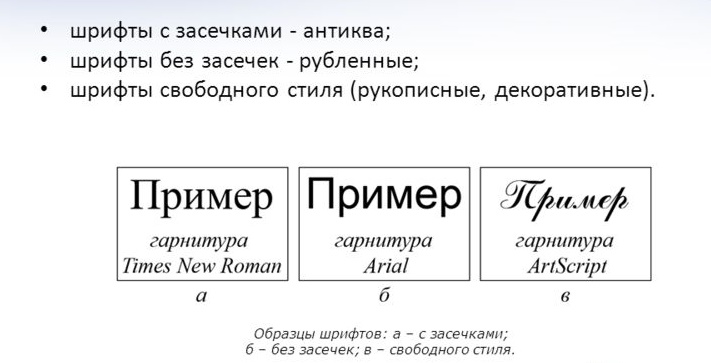 • шрифты с засечками - антиква;
• шрифты без засечек - рубленные;
• шрифты свободного стиля (рукописные, декоративные).
Пример
гарнитура
Times New Roman
а
Пример
гарнитура
Arial
б
Пример
гарнитура
ArtScript
в
Образцы шрифтов: а – с засечками;
б – без засечек; в – свободного стиля.